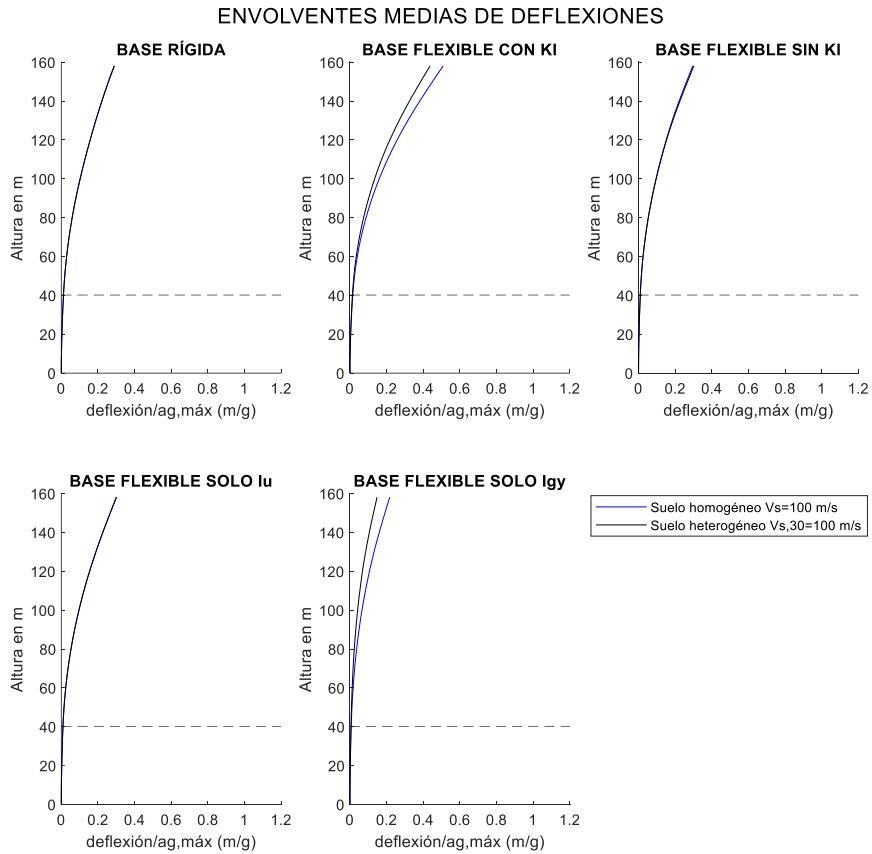 ENVOLVENTES MEDIAS DE DEFLEXIONES
BASE RÍGIDA
160
140
120
100
80
60
40
20
0
Altura en m
0 0.2 0.4 0.6 0.8 1 1.2
deflexión/ag,máx (m/g)
BASE FLEXIBLE CON KI
160
140
120
100
80
60
40
20
0
Altura en m
0 0.2 0.4 0.6 0.8 1 1.2
deflexión/ag,máx (m/g)
BASE FLEXIBLE SIN KI
160
140
120
100
80
60
40
20
0
Altura en m
0 0.2 0.4 0.6 0.8 1 1.2
deflexión/ag,máx (m/g)
BASE FLEXIBLE SOLO Iu
160
140
120
100
80
60
40
20
0
Altura en m
0 0.2 0.4 0.6 0.8 1 1.2
deflexión/ag,máx (m/g)
BASE FLEXIBLE SOLO Igy
160
140
120
100
80
60
40
20
0
Altura en m
0 0.2 0.4 0.6 0.8 1 1.2
deflexión/ag,máx (m/g)
Suelo homogéneo Vs=100 m/s
Suelo heterogéneo Vs,30=100 m/s